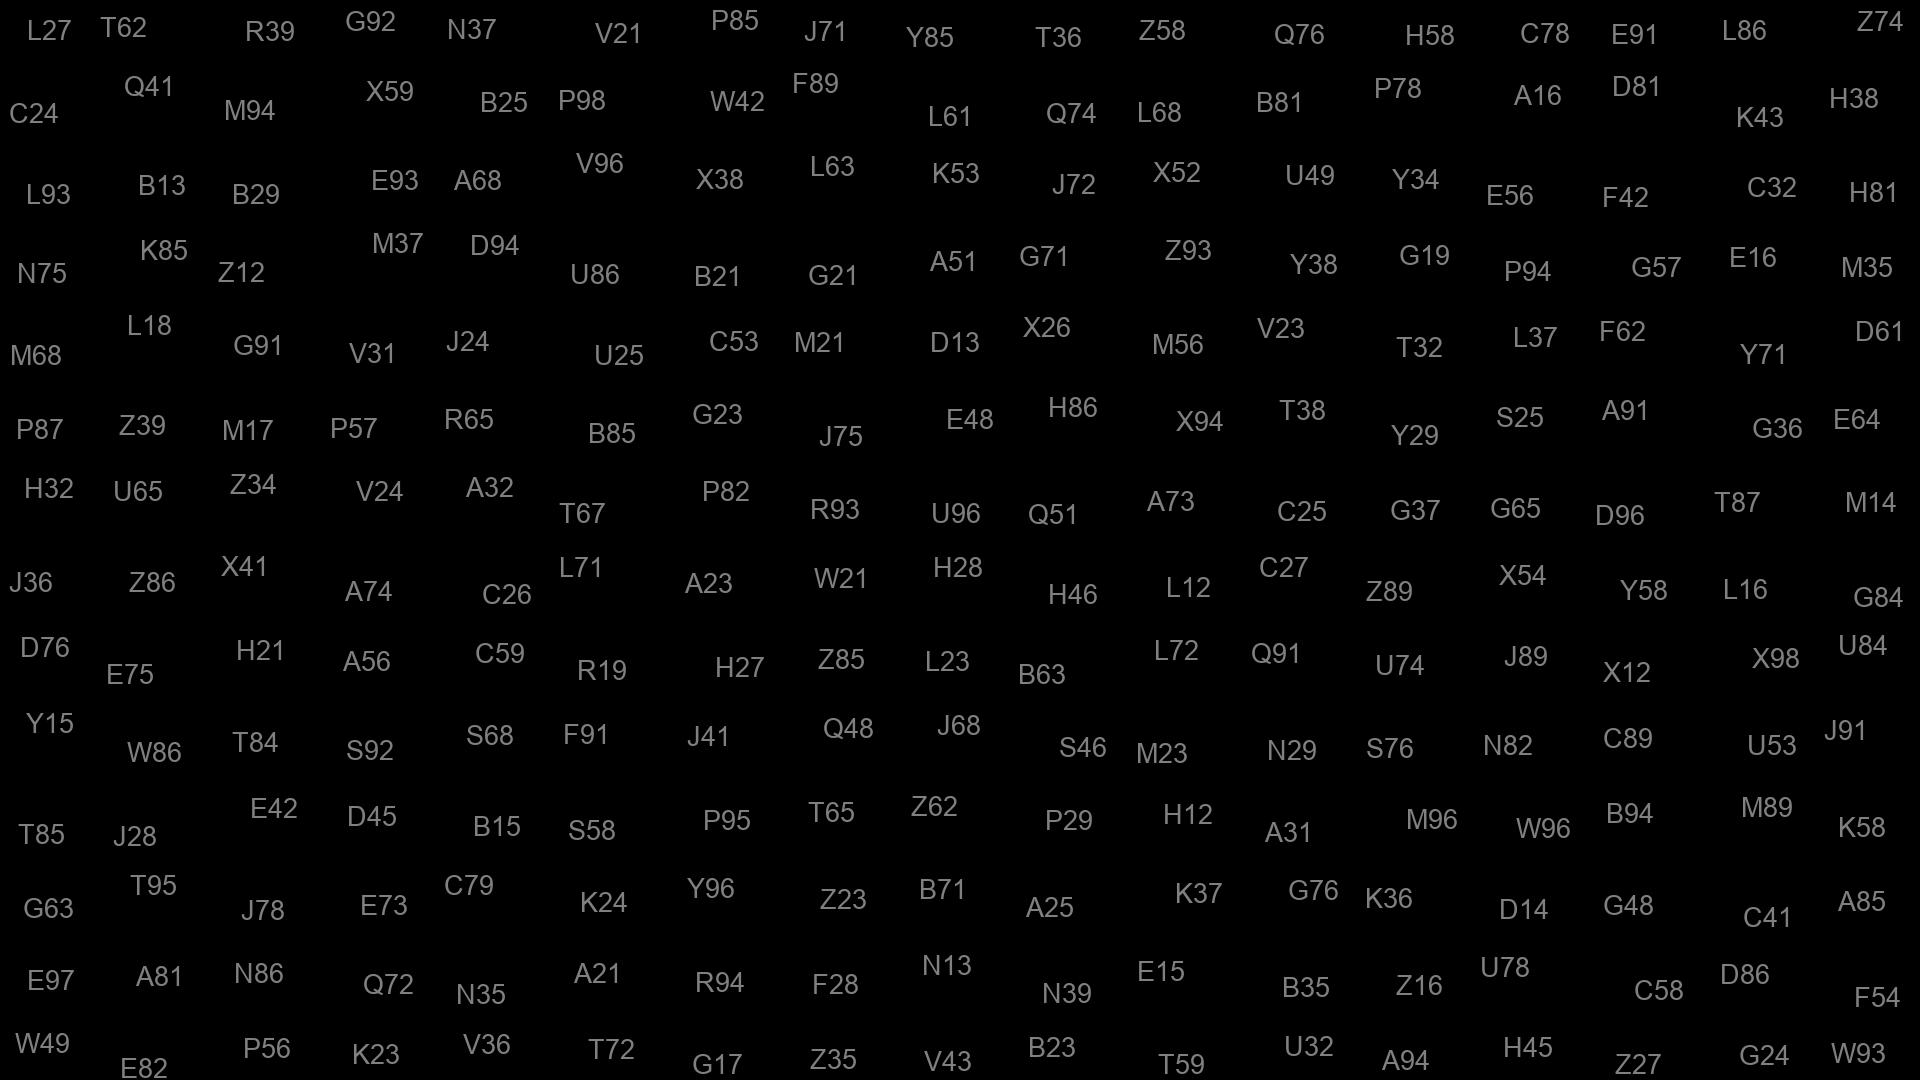 L27 T62 R39 G92 N37 V21 P85 J71 Y85 T36 Z58 Q76 H58 C78 E91 L86 Z74
C24 Q41 M94 X59 B25 P98 W42 F89 L61 Q74 L68 B81 P78 A16 D81 K43 H38
L93 B13 B29 E93 A68 V96 X38 L63 K53 J72 X52 U49 Y34 E56 F42 C32 H81
N75 K85 Z12 M37 D94 U86 B21 G21 A51 G71 Z93 Y38 G19 P94 G57 E16 M35
M68 L18 G91 V31 J24 U25 C53 M21 D13 X26 M56 V23 T32 L37 F62 Y71 D61
P87 Z39 M17 P57 R65 B85 G23 J75 E48 H86 X94 T38 Y29 S25 A91 G36 E64
H32 U65 Z34 V24 A32 T67 P82 R93 U96 Q51 A73 C25 G37 G65 D96 T87 M14
J36 Z86 X41 A74 C26 L71 A23 W21 H28 H46 L12 C27 Z89 X54 Y58 L16 G84
D76 E75 H21 A56 C59 R19 H27 Z85 L23 B63 L72 Q91 U74 J89 X12 X98 U84
Y15 W86 T84 S92 S68 F91 J41 Q48 J68 S46 M23 N29 S76 N82 C89 U53 J91
T85 J28 E42 D45 B15 S58 P95 T65 Z62 P29 H12 A31 M96 W96 B94 M89 K58
G63 T95 J78 E73 C79 K24 Y96 Z23 B71 A25 K37 G76 K36 D14 G48 C41 A85
E97 A81 N86 Q72 N35 A21 R94 F28 N13 N39 E15 B35 Z16 U78 C58 D86 F54
W49 E82 P56 K23 V36 T72 G17 Z35 V43 B23 T59 U32 A94 H45 Z27 G24 W93